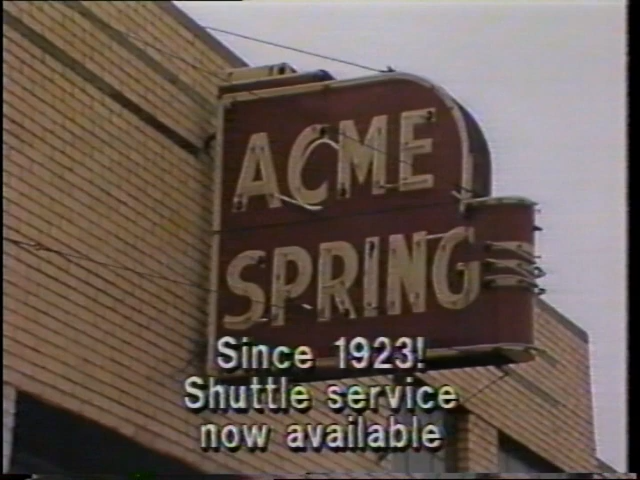 ACME
SPRING
Since 1923!
Shuttle service
now available